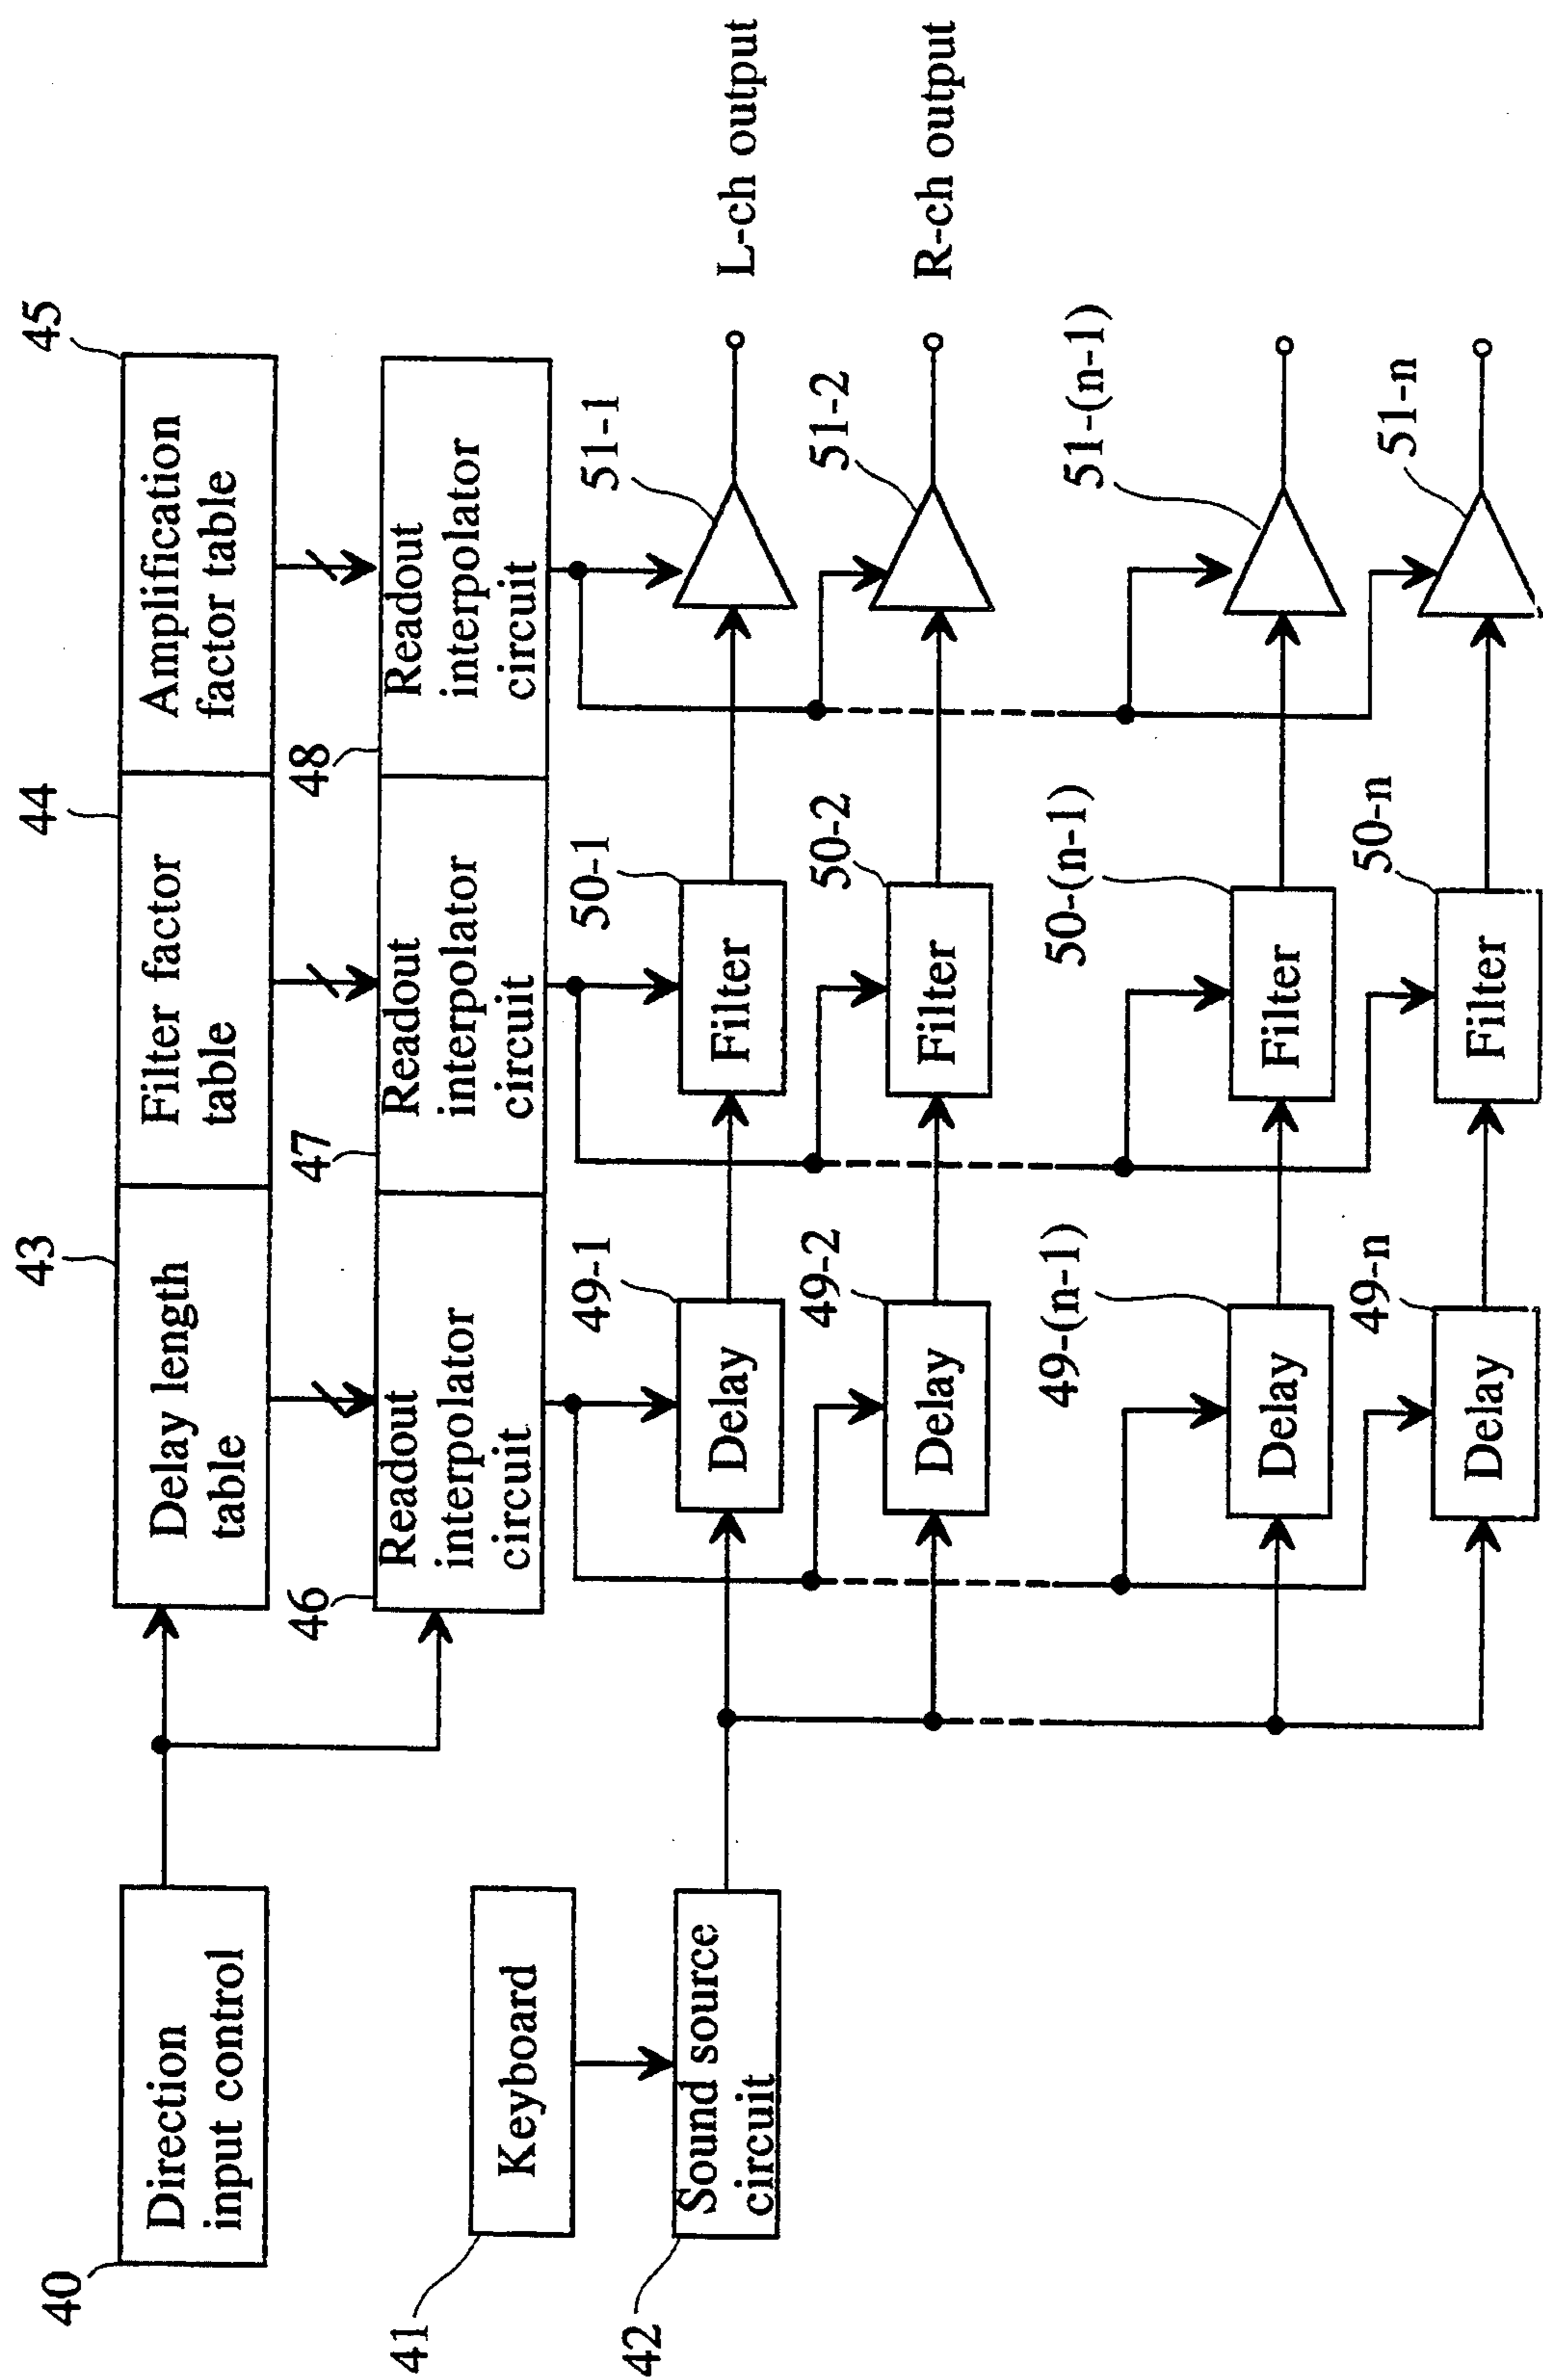 40
Direction
input control
41
Keyboard
42
Sound source
circuit
43
Delay length
table
44
Filter factor
table
45
Amplification
factor table
46
Readout
interpolator
circuit
47
Readout
interpolator
circuit
48
Readout
interpolator
circuit
49-1
Delay
50-1
Filter
51-1
L-ch output
49-2
Delay
50-2
Filter
51-2
R-ch output
49-(n-1)
Delay
50-(n-1)
Filter
51-(n-1)
49-n
Delay
50-n
Filter
51-n